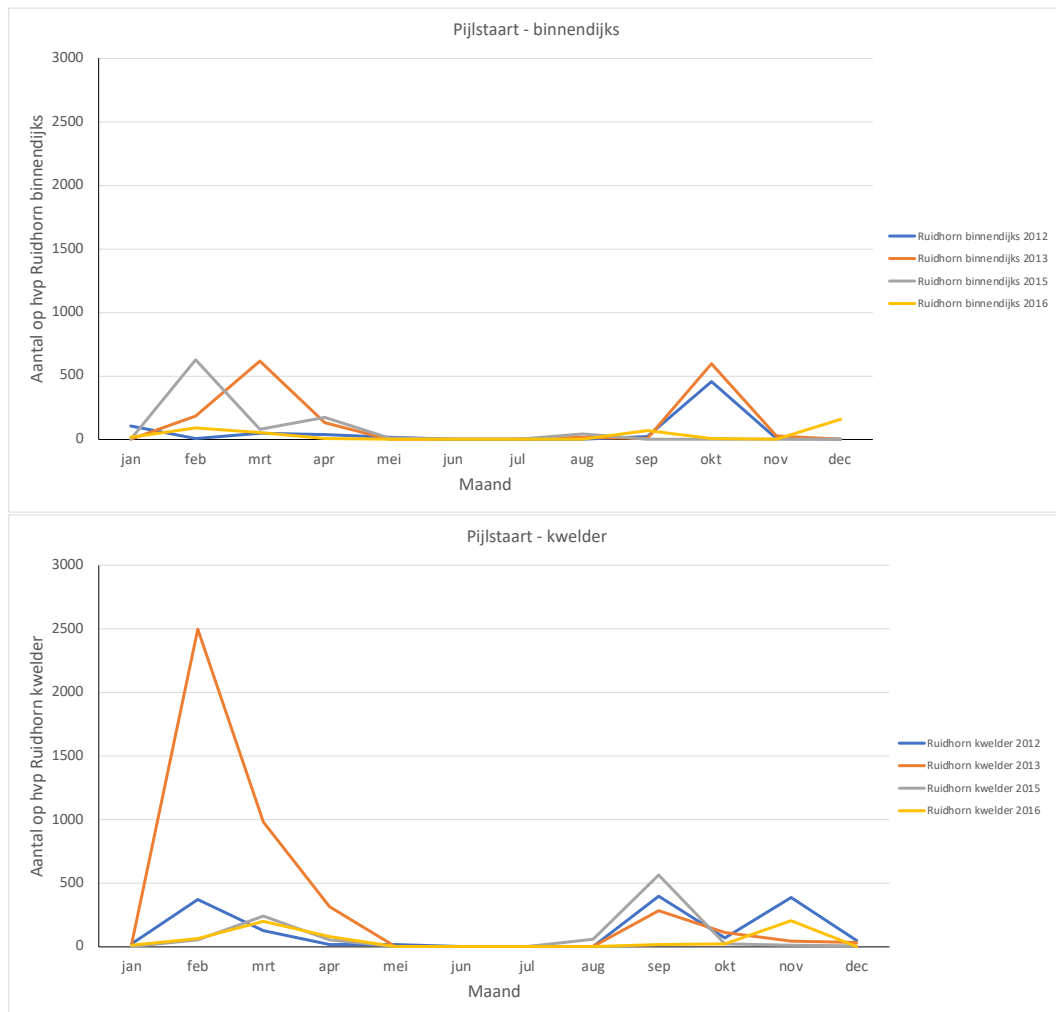 Pijlstaart - binnendijks
3000
2500
2000
1500
1000
500
0
Aantal op hvp Ruidhorn binnendijks
jan feb mrt apr mei jun jul aug sep okt nov dec
Maand
Ruidhorn binnendijks 2012
Ruidhorn binnendijks 2013
Ruidhorn binnendijks 2015
Ruidhorn binnendijks 2016
Pijlstaart - kwelder
3000
2500
2000
1500
1000
500
0
Aantal op hvp Ruidhorn kwelder
jan feb mrt apr mei jun jul aug sep okt nov dec
Maand
Ruidhorn kwelder 2012
Ruidhorn kwelder 2013
Ruidhorn kwelder 2015
Ruidhorn kwelder 2016